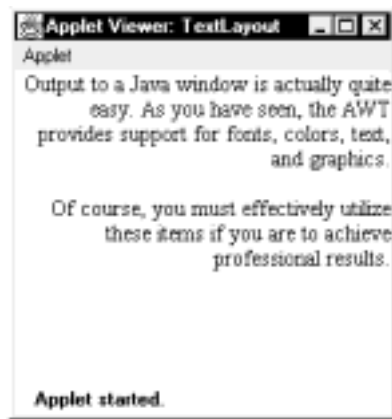 Applet Viewer: TextLayout
Applet
Output to a Java window is actually quite
easy. As you have seen, the AWT
provides support for fonts, colors, text,
and graphics.
Of course, you must effectively utilize
these items if you are to achieve
professional results.
Applet started.